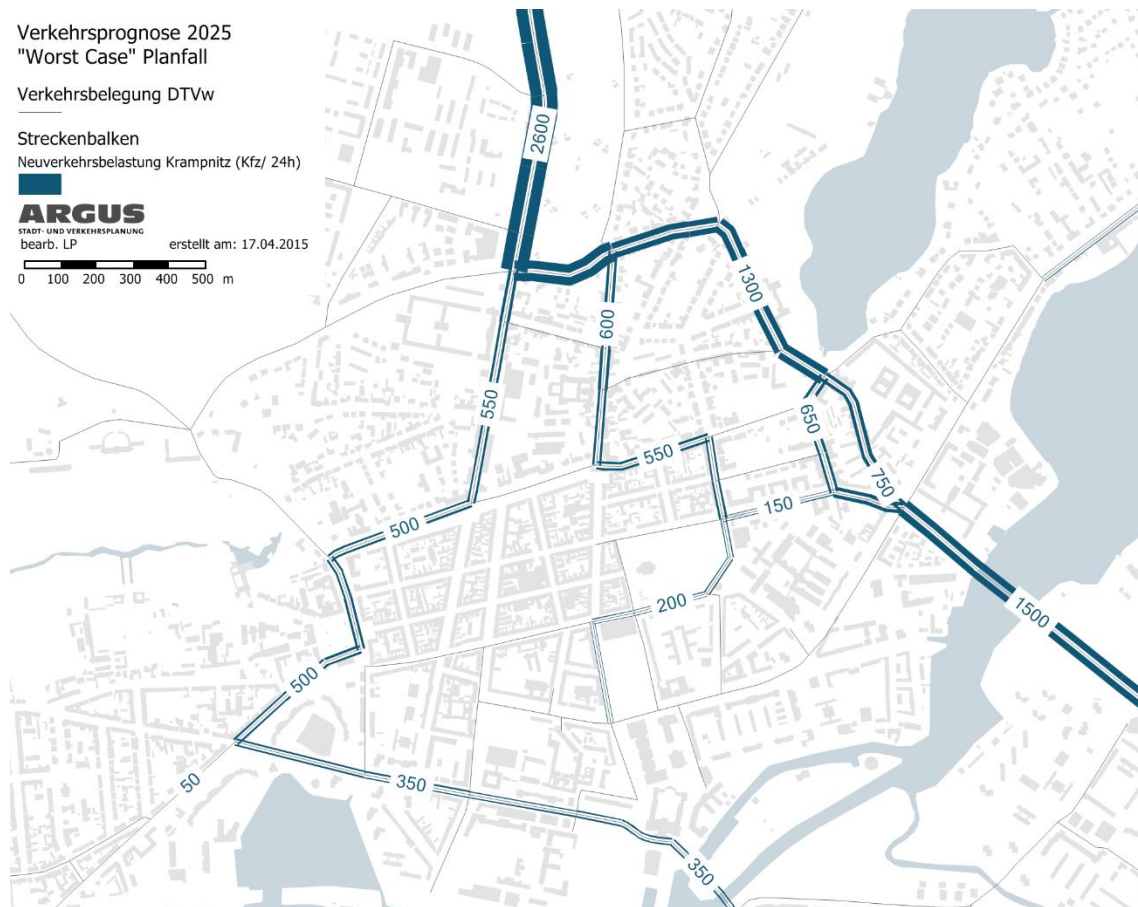 Verkehrsprognose 2025
"Worst Case" Planfall
Verkehrsbelegung DTVw
Streckenbalken
Neuverkehrsbelastung Krampnitz (Kfz/ 24h)
ARGUS
STADT- UND VERKEHRSPLANUNG
bearb. LP erstellt am: 17.04.2015
0 100 200 300 400 500 m
2600
1300
600
550
650
550
750
150
500
200
1500
500
50
350
350